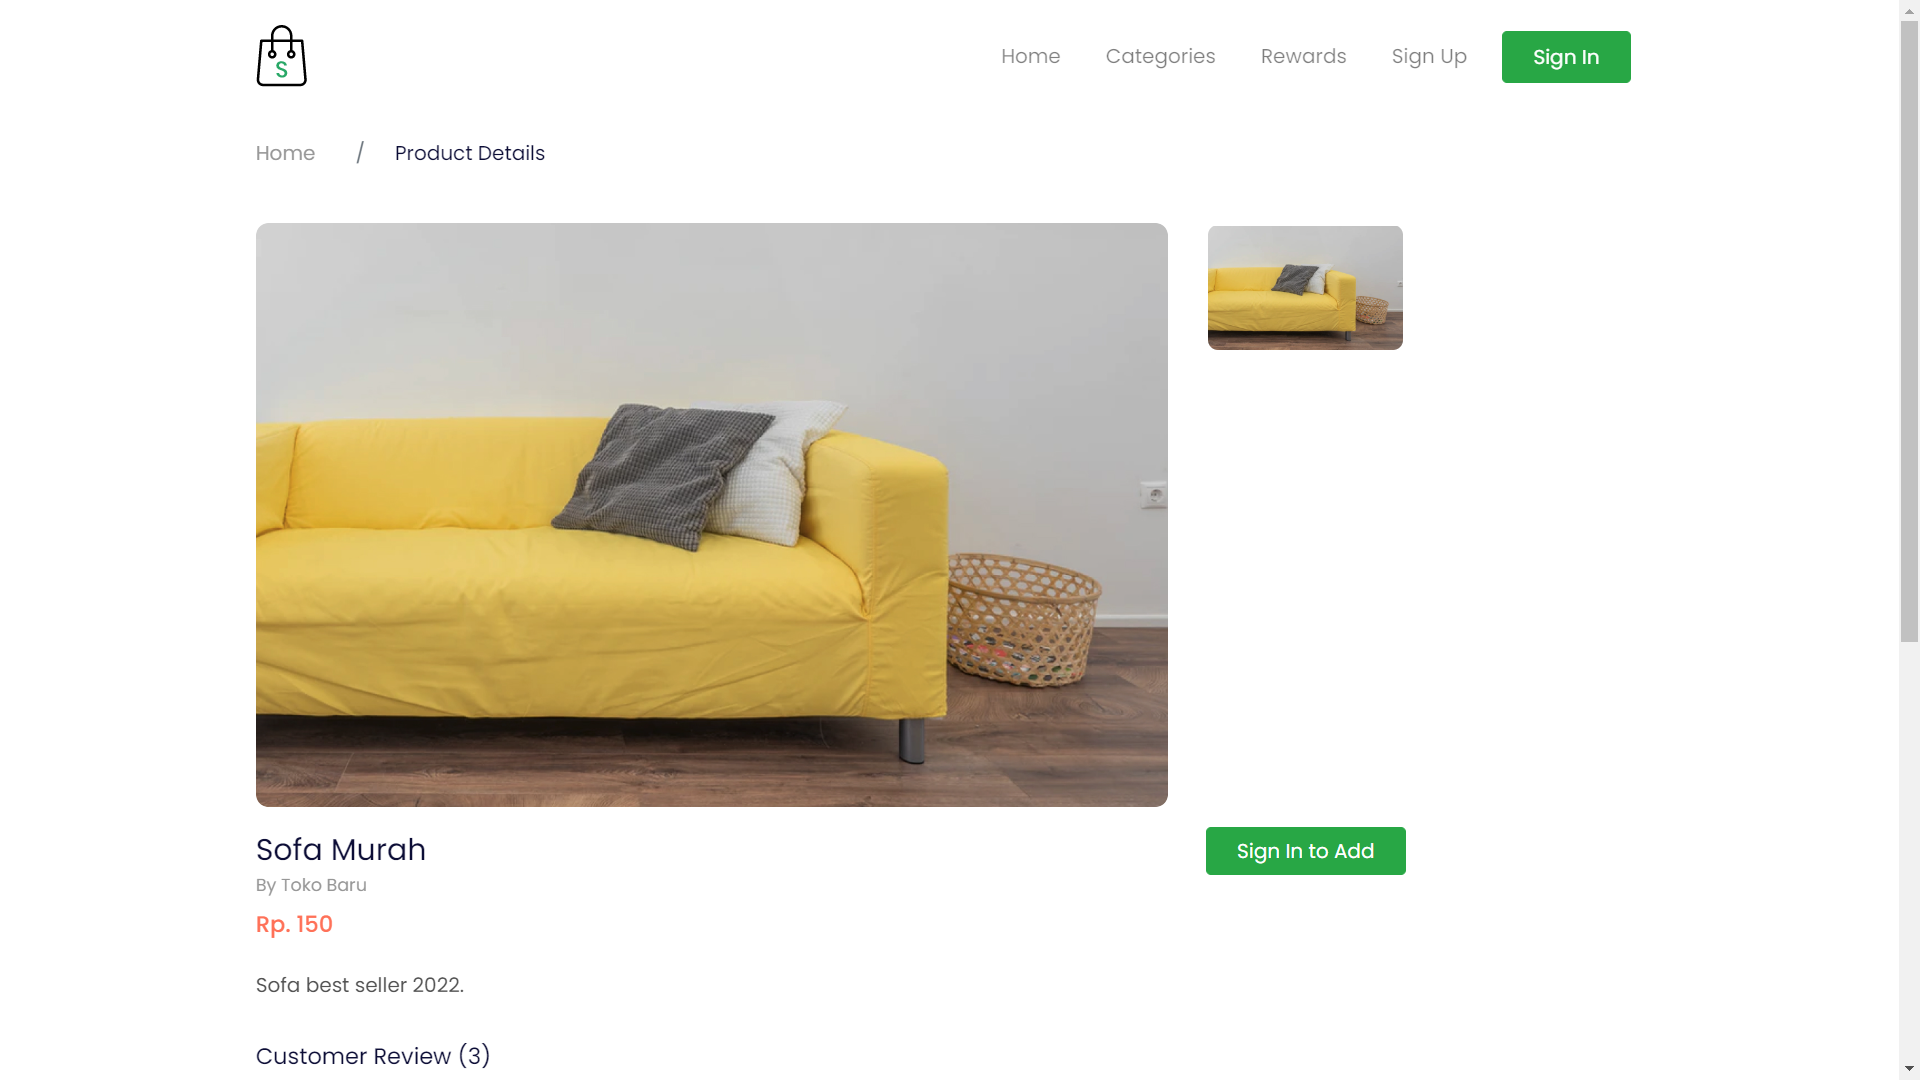 S
Home
Categories
Rewards
Sign Up
Sign In
Home / Product Details
Sofa Murah
Sign In to Add
By Toko Baru
Rp. 150
Sofa best seller 2022.
Customer Review (3)